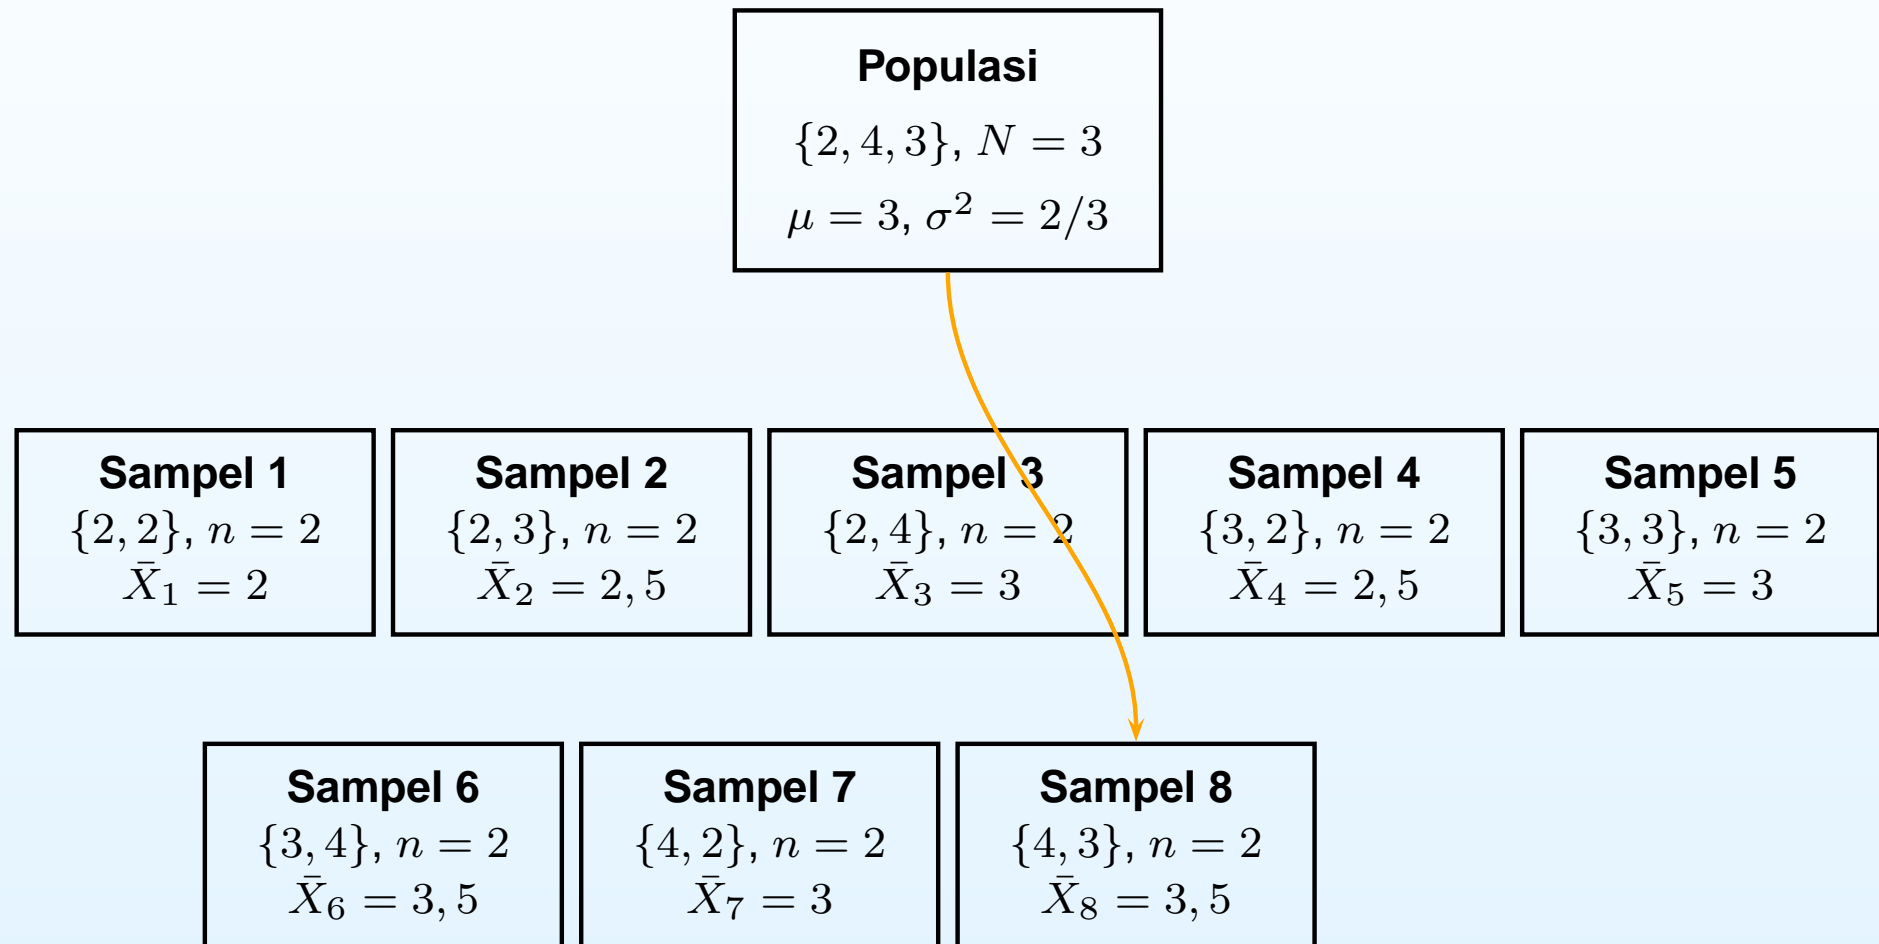 Populasi
{2, 4, 3}, N = 3
μ = 3, σ² = 2/3
Sampel 1
{2, 2}, n = 2
X̄₁ = 2
Sampel 2
{2, 3}, n = 2
X̄₂ = 2, 5
Sampel 3
{2, 4}, n = 2
X̄₃ = 3
Sampel 4
{3, 2}, n = 2
X̄₄ = 2, 5
Sampel 5
{3, 3}, n = 2
X̄₅ = 3
Sampel 6
{3, 4}, n = 2
X̄₆ = 3, 5
Sampel 7
{4, 2}, n = 2
X̄₇ = 3
Sampel 8
{4, 3}, n = 2
X̄₈ = 3, 5